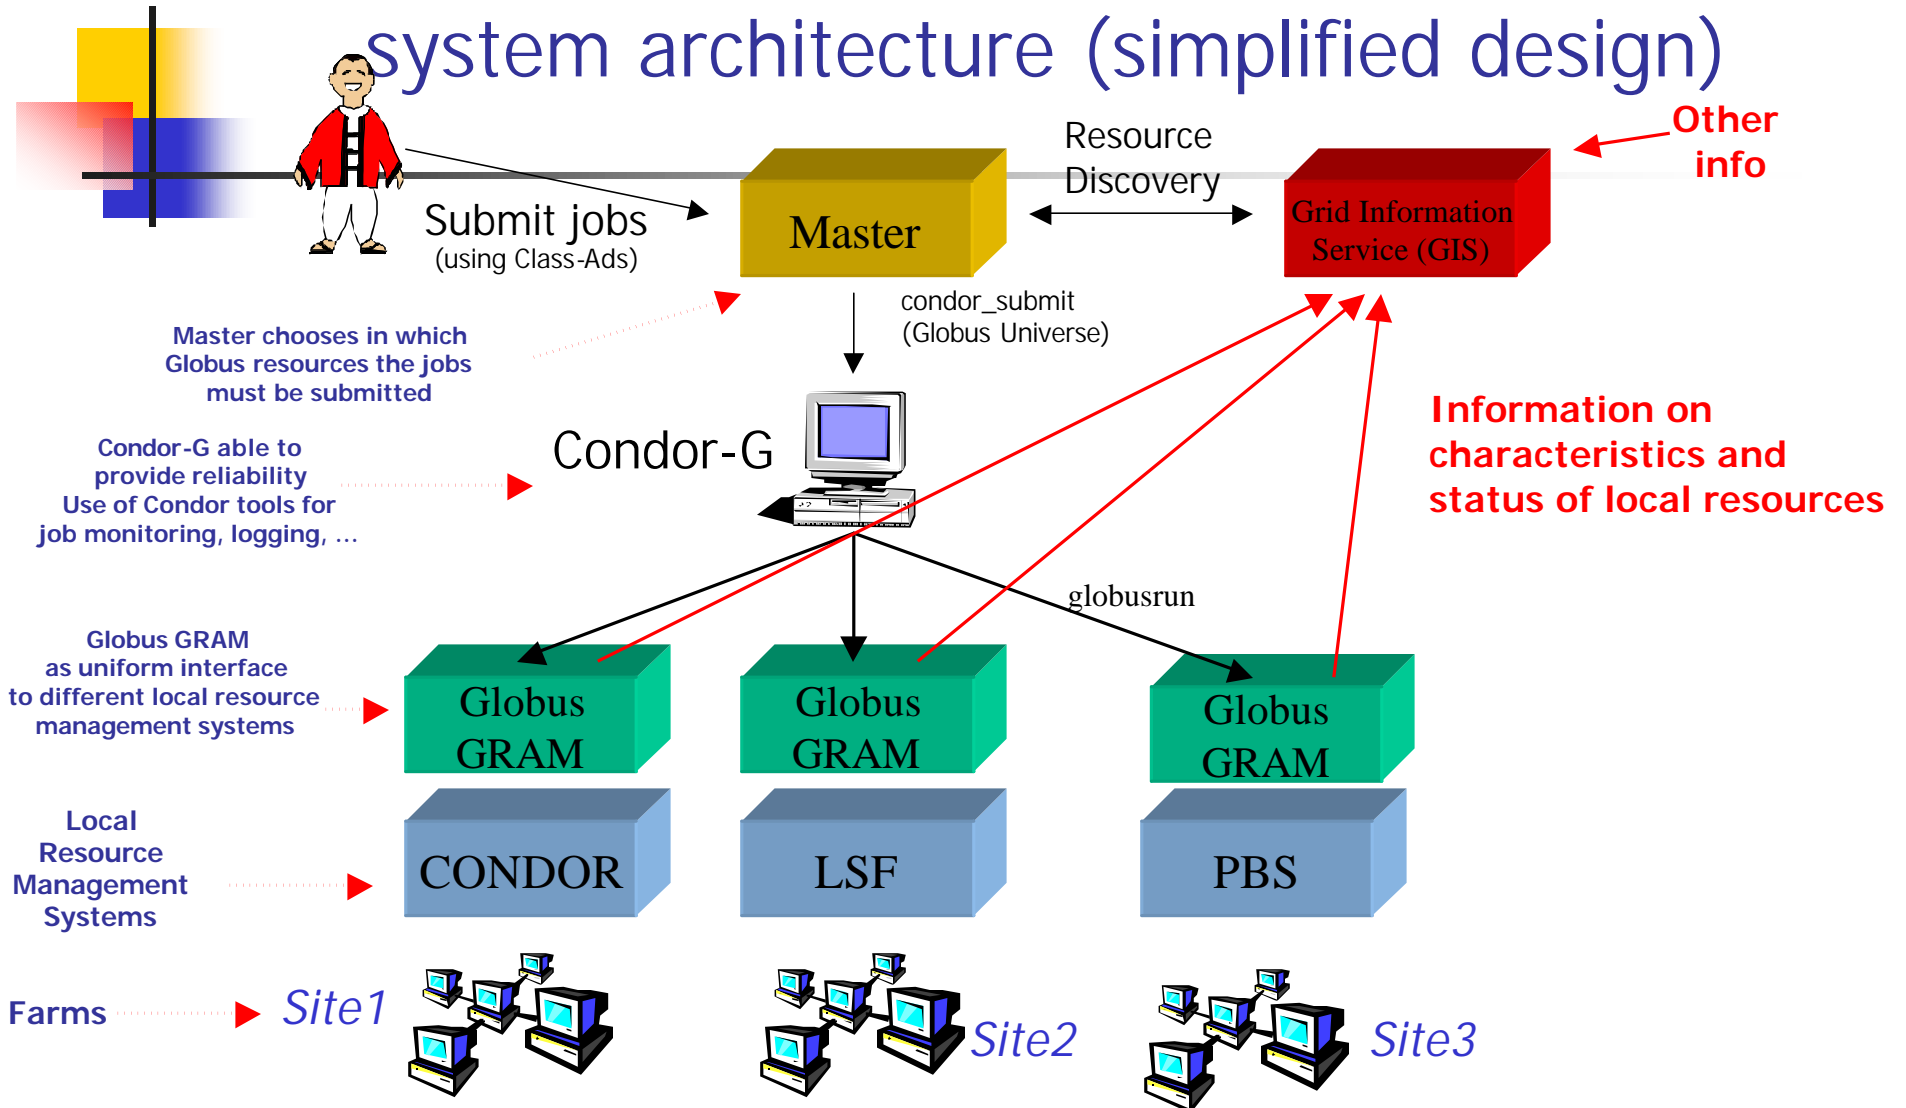 system architecture (simplified design)
Other
info
Resource
Discovery
Submit jobs
(using Class-Ads)
Master
Grid Information
Service (GIS)
condor_submit
(Globus Universe)
Master chooses in which
Globus resources the jobs
must be submitted
Information on
characteristics and
status of local resources
Condor-G
Condor-G able to
provide reliability
Use of Condor tools for
job monitoring, logging, ...
globusrun
Globus GRAM
as uniform interface
to different local resource
management systems
Globus
GRAM
Globus
GRAM
Globus
GRAM
Local
Resource
Management
Systems
CONDOR
LSF
PBS
Farms
Site1
Site2
Site3